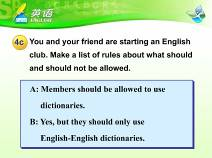 英语
4c You and your friend are starting an English
club. Make a list of rules about what should
and should not be allowed.
A: Members should be allowed to use
dictionaries.
B: Yes, but they should only use
English-English dictionaries.